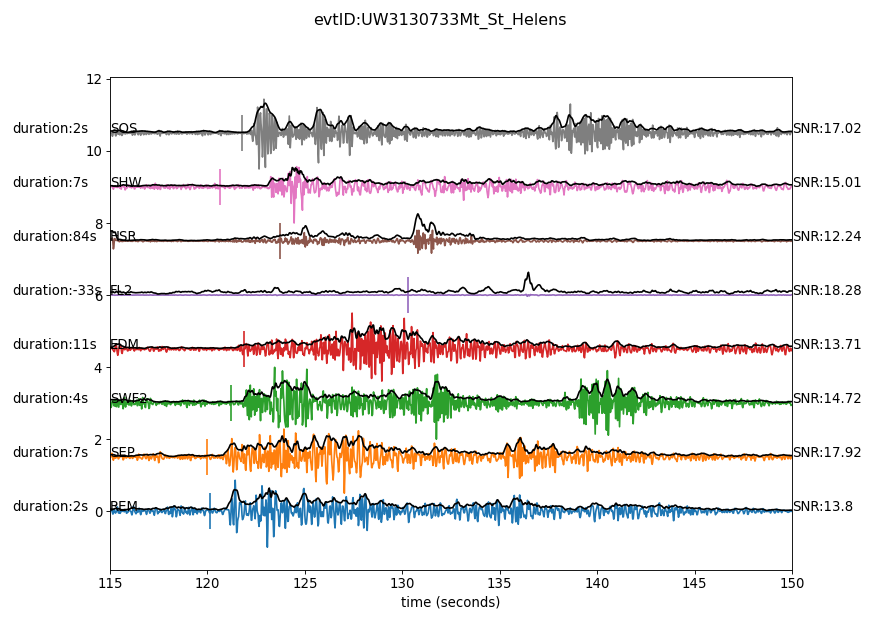 evtID:UW3130733Mt_St_Helens
12
duration:2s SOS SNR:17.02
10
duration:7s SHW SNR:15.01
8
duration:84s HSR SNR:12.24
duration:-33s FL2 SNR:18.28
6
duration:11s EDM SNR:13.71
4
duration:4s SWF2 SNR:14.72
2
duration:7s SEP SNR:17.92
duration:2s SNR:13.8
0
115 120 125 130 135 140 145 150
time (seconds)